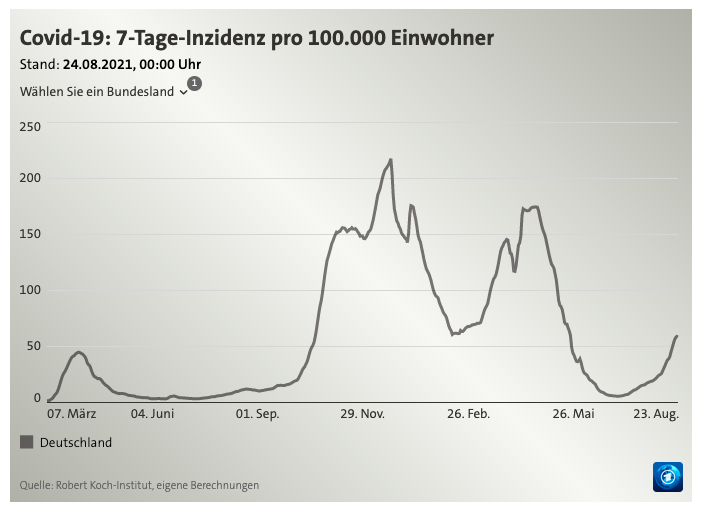 Covid-19: 7-Tage-Inzidenz pro 100.000 Einwohner
Stand: 24.08.2021, 00:00 Uhr
Wählen Sie ein Bundesland 1
250
200
150
100
50
0
07. März 04. Juni 01. Sep. 29. Nov. 26. Feb. 26. Mai 23. Aug.
Deutschland
Quelle: Robert Koch-Institut, eigene Berechnungen
1